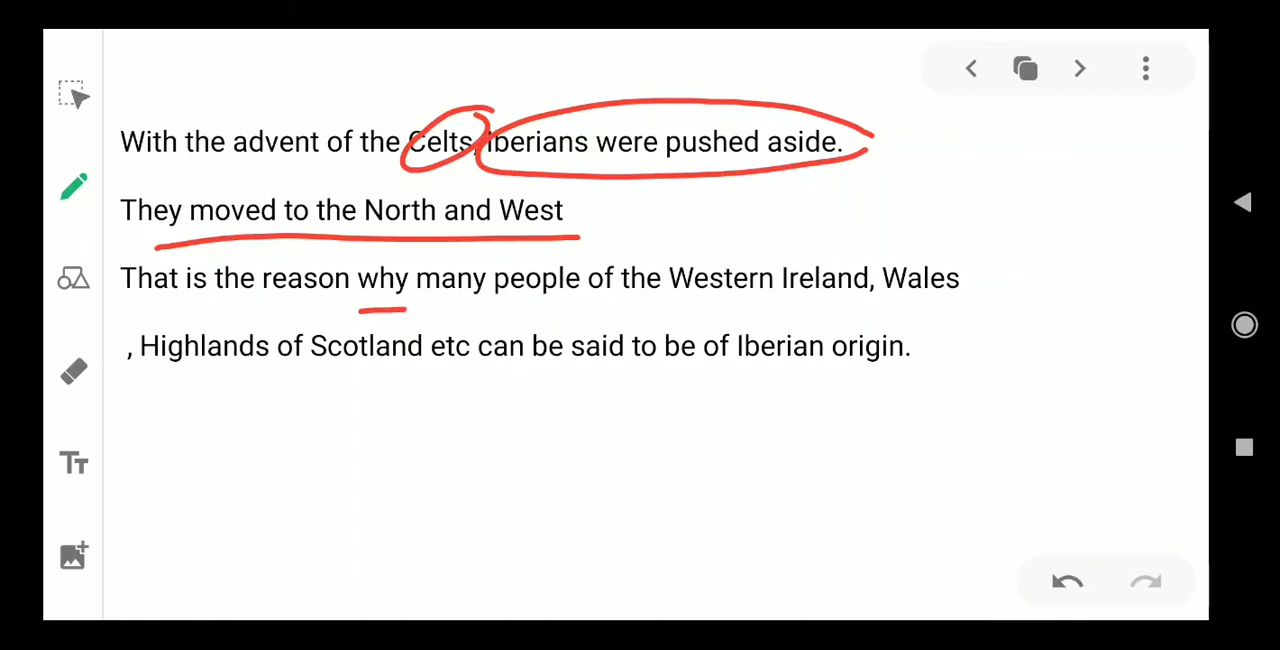 With the advent of the Celts, Iberians were pushed aside.
They moved to the North and West
That is the reason why many people of the Western Ireland, Wales
, Highlands of Scotland etc can be said to be of Iberian origin.
TT